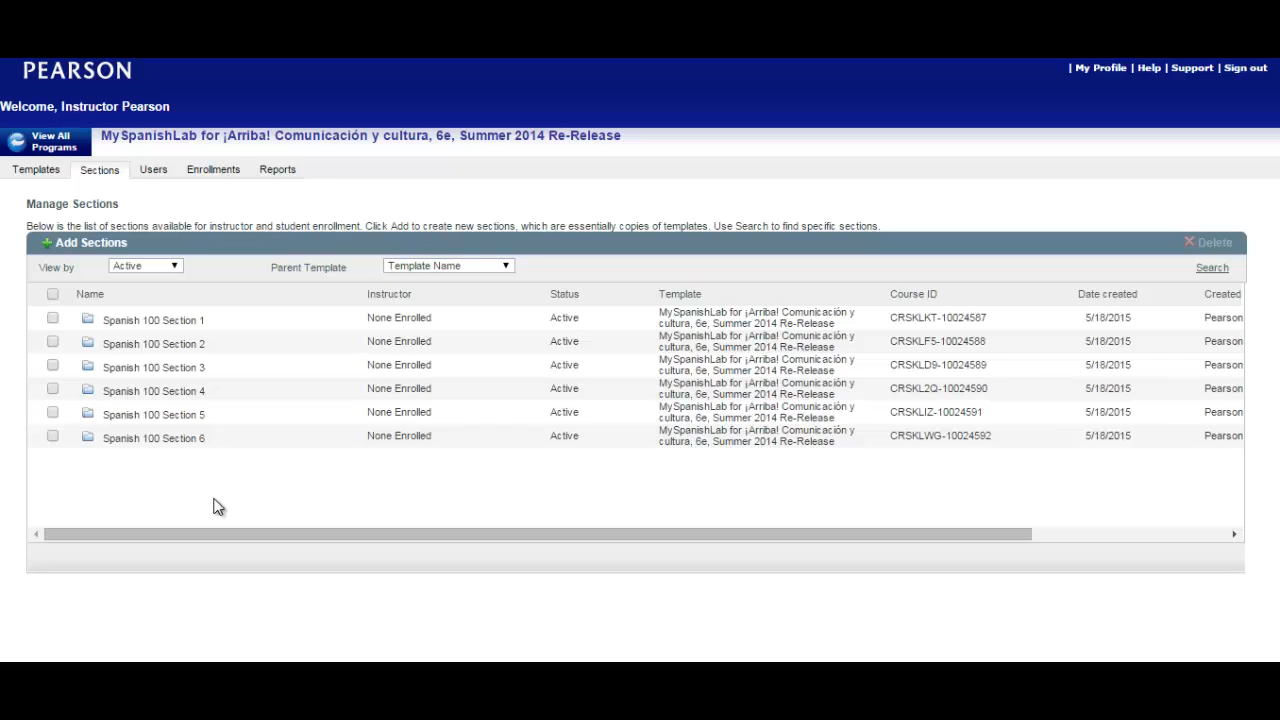 PEARSON
| My Profile | Help | Support | Sign out
Welcome, Instructor Pearson
View All
Programs
MySpanishLab for ¡Arriba! Comunicación y cultura, 6e, Summer 2014 Re-Release
Templates Sections Users Enrollments Reports
Manage Sections
Below is the list of sections available for instructor and student enrollment. Click Add to create new sections, which are essentially copies of templates. Use Search to find specific sections.
Add Sections Delete
View by Active Parent Template Template Name Search
Name Instructor Status Template Course ID Date created Created
Spanish 100 Section 1 None Enrolled Active MySpanishLab for ¡Arriba! Comunicación y CRSKLKT-10024587 5/18/2015 Pearson
cultura, 6e, Summer 2014 Re-Release
Spanish 100 Section 2 None Enrolled Active MySpanishLab for ¡Arriba! Comunicación y CRSKLF5-10024588 5/18/2015 Pearson
cultura, 6e, Summer 2014 Re-Release
Spanish 100 Section 3 None Enrolled Active MySpanishLab for ¡Arriba! Comunicación y CRSKLD9-10024589 5/18/2015 Pearson
cultura, 6e, Summer 2014 Re-Release
Spanish 100 Section 4 None Enrolled Active MySpanishLab for ¡Arriba! Comunicación y CRSKL2Q-10024590 5/18/2015 Pearson
cultura, 6e, Summer 2014 Re-Release
Spanish 100 Section 5 None Enrolled Active MySpanishLab for ¡Arriba! Comunicación y CRSKLIZ-10024591 5/18/2015 Pearson
cultura, 6e, Summer 2014 Re-Release
Spanish 100 Section 6 None Enrolled Active MySpanishLab for ¡Arriba! Comunicación y CRSKLWG-10024592 5/18/2015 Pearson
cultura, 6e, Summer 2014 Re-Release